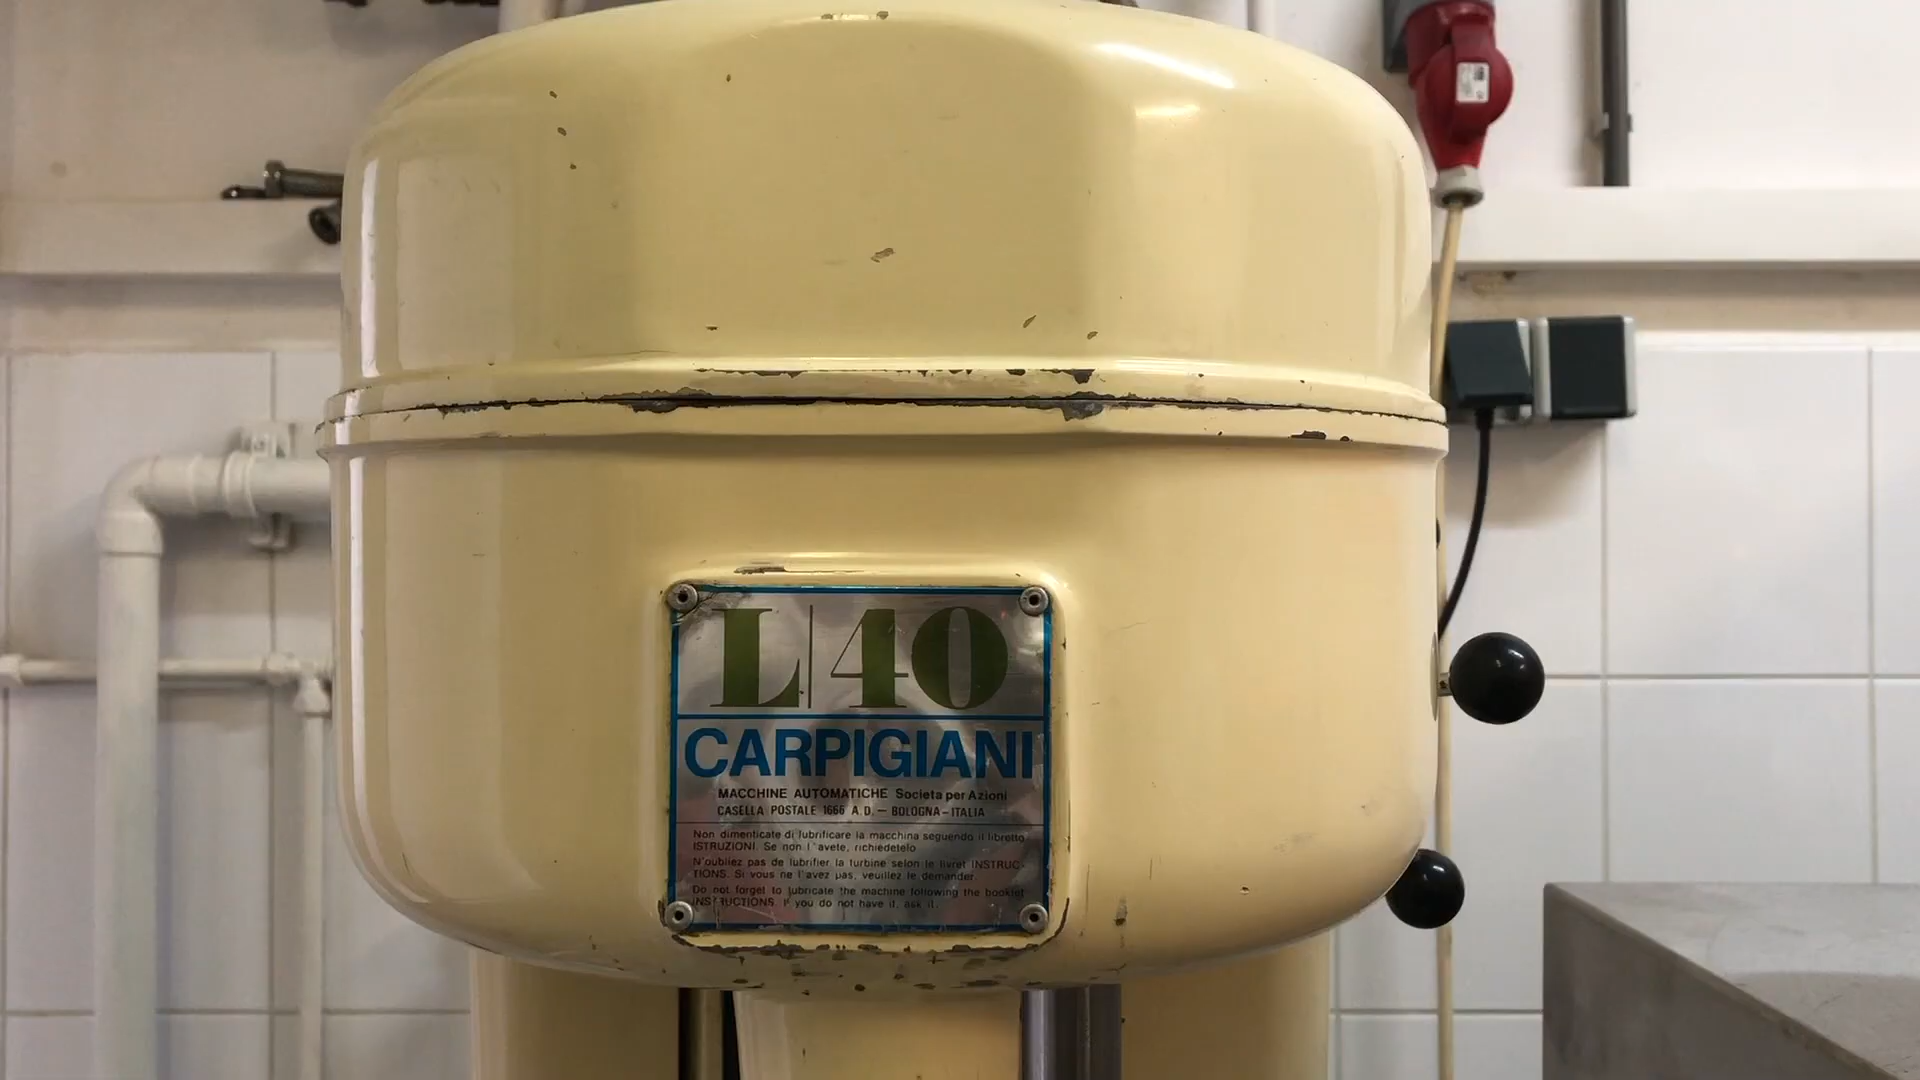 L|40
CARPIGIANI
MACCHINE AUTOMATICHE Societa per Azioni
CASELLA POSTALE 1666 A.D. — BOLOGNA - ITALIA
Non dimenticate di lubrificare la macchina seguendo il libretto
ISTRUZIONI. Se non l'avete, richiedetelo
N'oubliez pas de lubrifier la turbine selon le livret INSTRUC-
TIONS. Si vous ne l'avez pas, veuillez le demander.
Do not forget to lubricate the machine following the booklet
INSTRUCTIONS. If you do not have it, ask it.